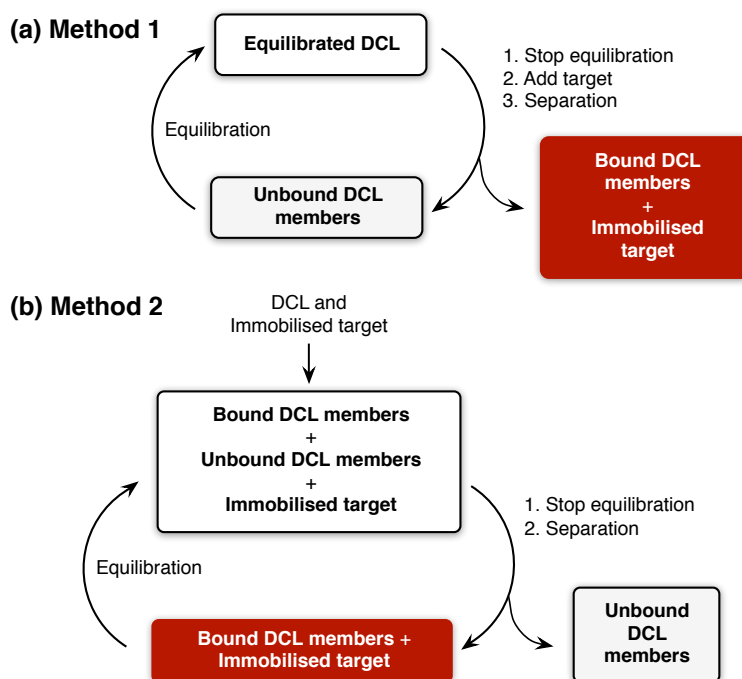 (a) Method 1
Equilibrated DCL
1. Stop equilibration
2. Add target
3. Separation
Equilibration
Bound DCL
members
+
Immobilised
target
Unbound DCL
members
(b) Method 2
DCL and
Immobilised target
Bound DCL members
+
Unbound DCL members
+
Immobilised target
1. Stop equilibration
2. Separation
Equilibration
Bound DCL members +
Immobilised target
Unbound
DCL
members